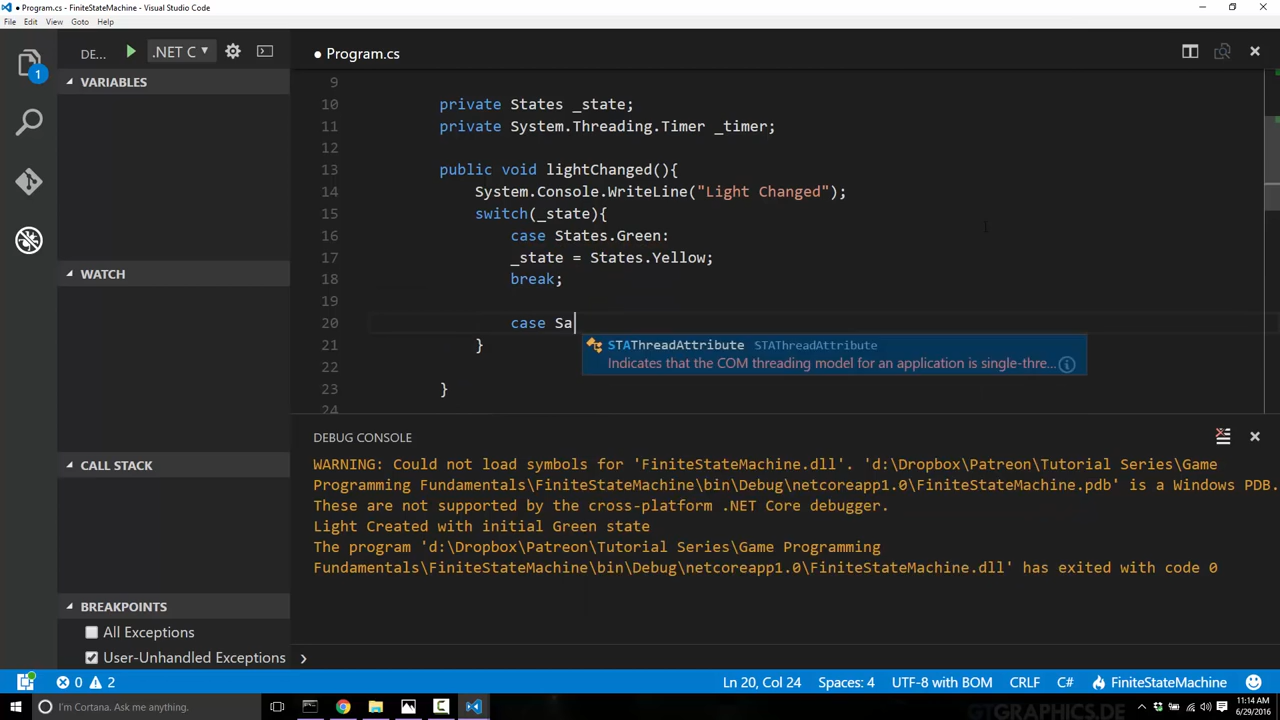 Program.cs - FiniteStateMachine - Visual Studio Code
File Edit View Goto Help
DE... .NET C
● Program.cs
1
VARIABLES
WATCH
CALL STACK
BREAKPOINTS
All Exceptions
User-Unhandled Exceptions
9
10 private States _state;
11 private System.Threading.Timer _timer;
12
13 public void lightChanged(){
14 System.Console.WriteLine("Light Changed");
15 switch(_state){
16 case States.Green:
17 _state = States.Yellow;
18 break;
19
20 case Sa
21 }
22
23 }
24
STAThreadAttribute STAThreadAttribute
Indicates that the COM threading model for an application is single-thre...
DEBUG CONSOLE
WARNING: Could not load symbols for 'FiniteStateMachine.dll'. 'd:\Dropbox\Patreon\Tutorial Series\Game
Programming Fundamentals\FiniteStateMachine\bin\Debug\netcoreapp1.0\FiniteStateMachine.pdb' is a Windows PDB.
These are not supported by the cross-platform .NET Core debugger.
Light Created with initial Green state
The program 'd:\Dropbox\Patreon\Tutorial Series\Game Programming
Fundamentals\FiniteStateMachine\bin\Debug\netcoreapp1.0\FiniteStateMachine.dll' has exited with code 0
0 2 Ln 20, Col 24 Spaces: 4 UTF-8 with BOM CRLF C# FiniteStateMachine
I'm Cortana. Ask me anything.
11:14 AM
6/29/2016
GTGRAPHICS.DE